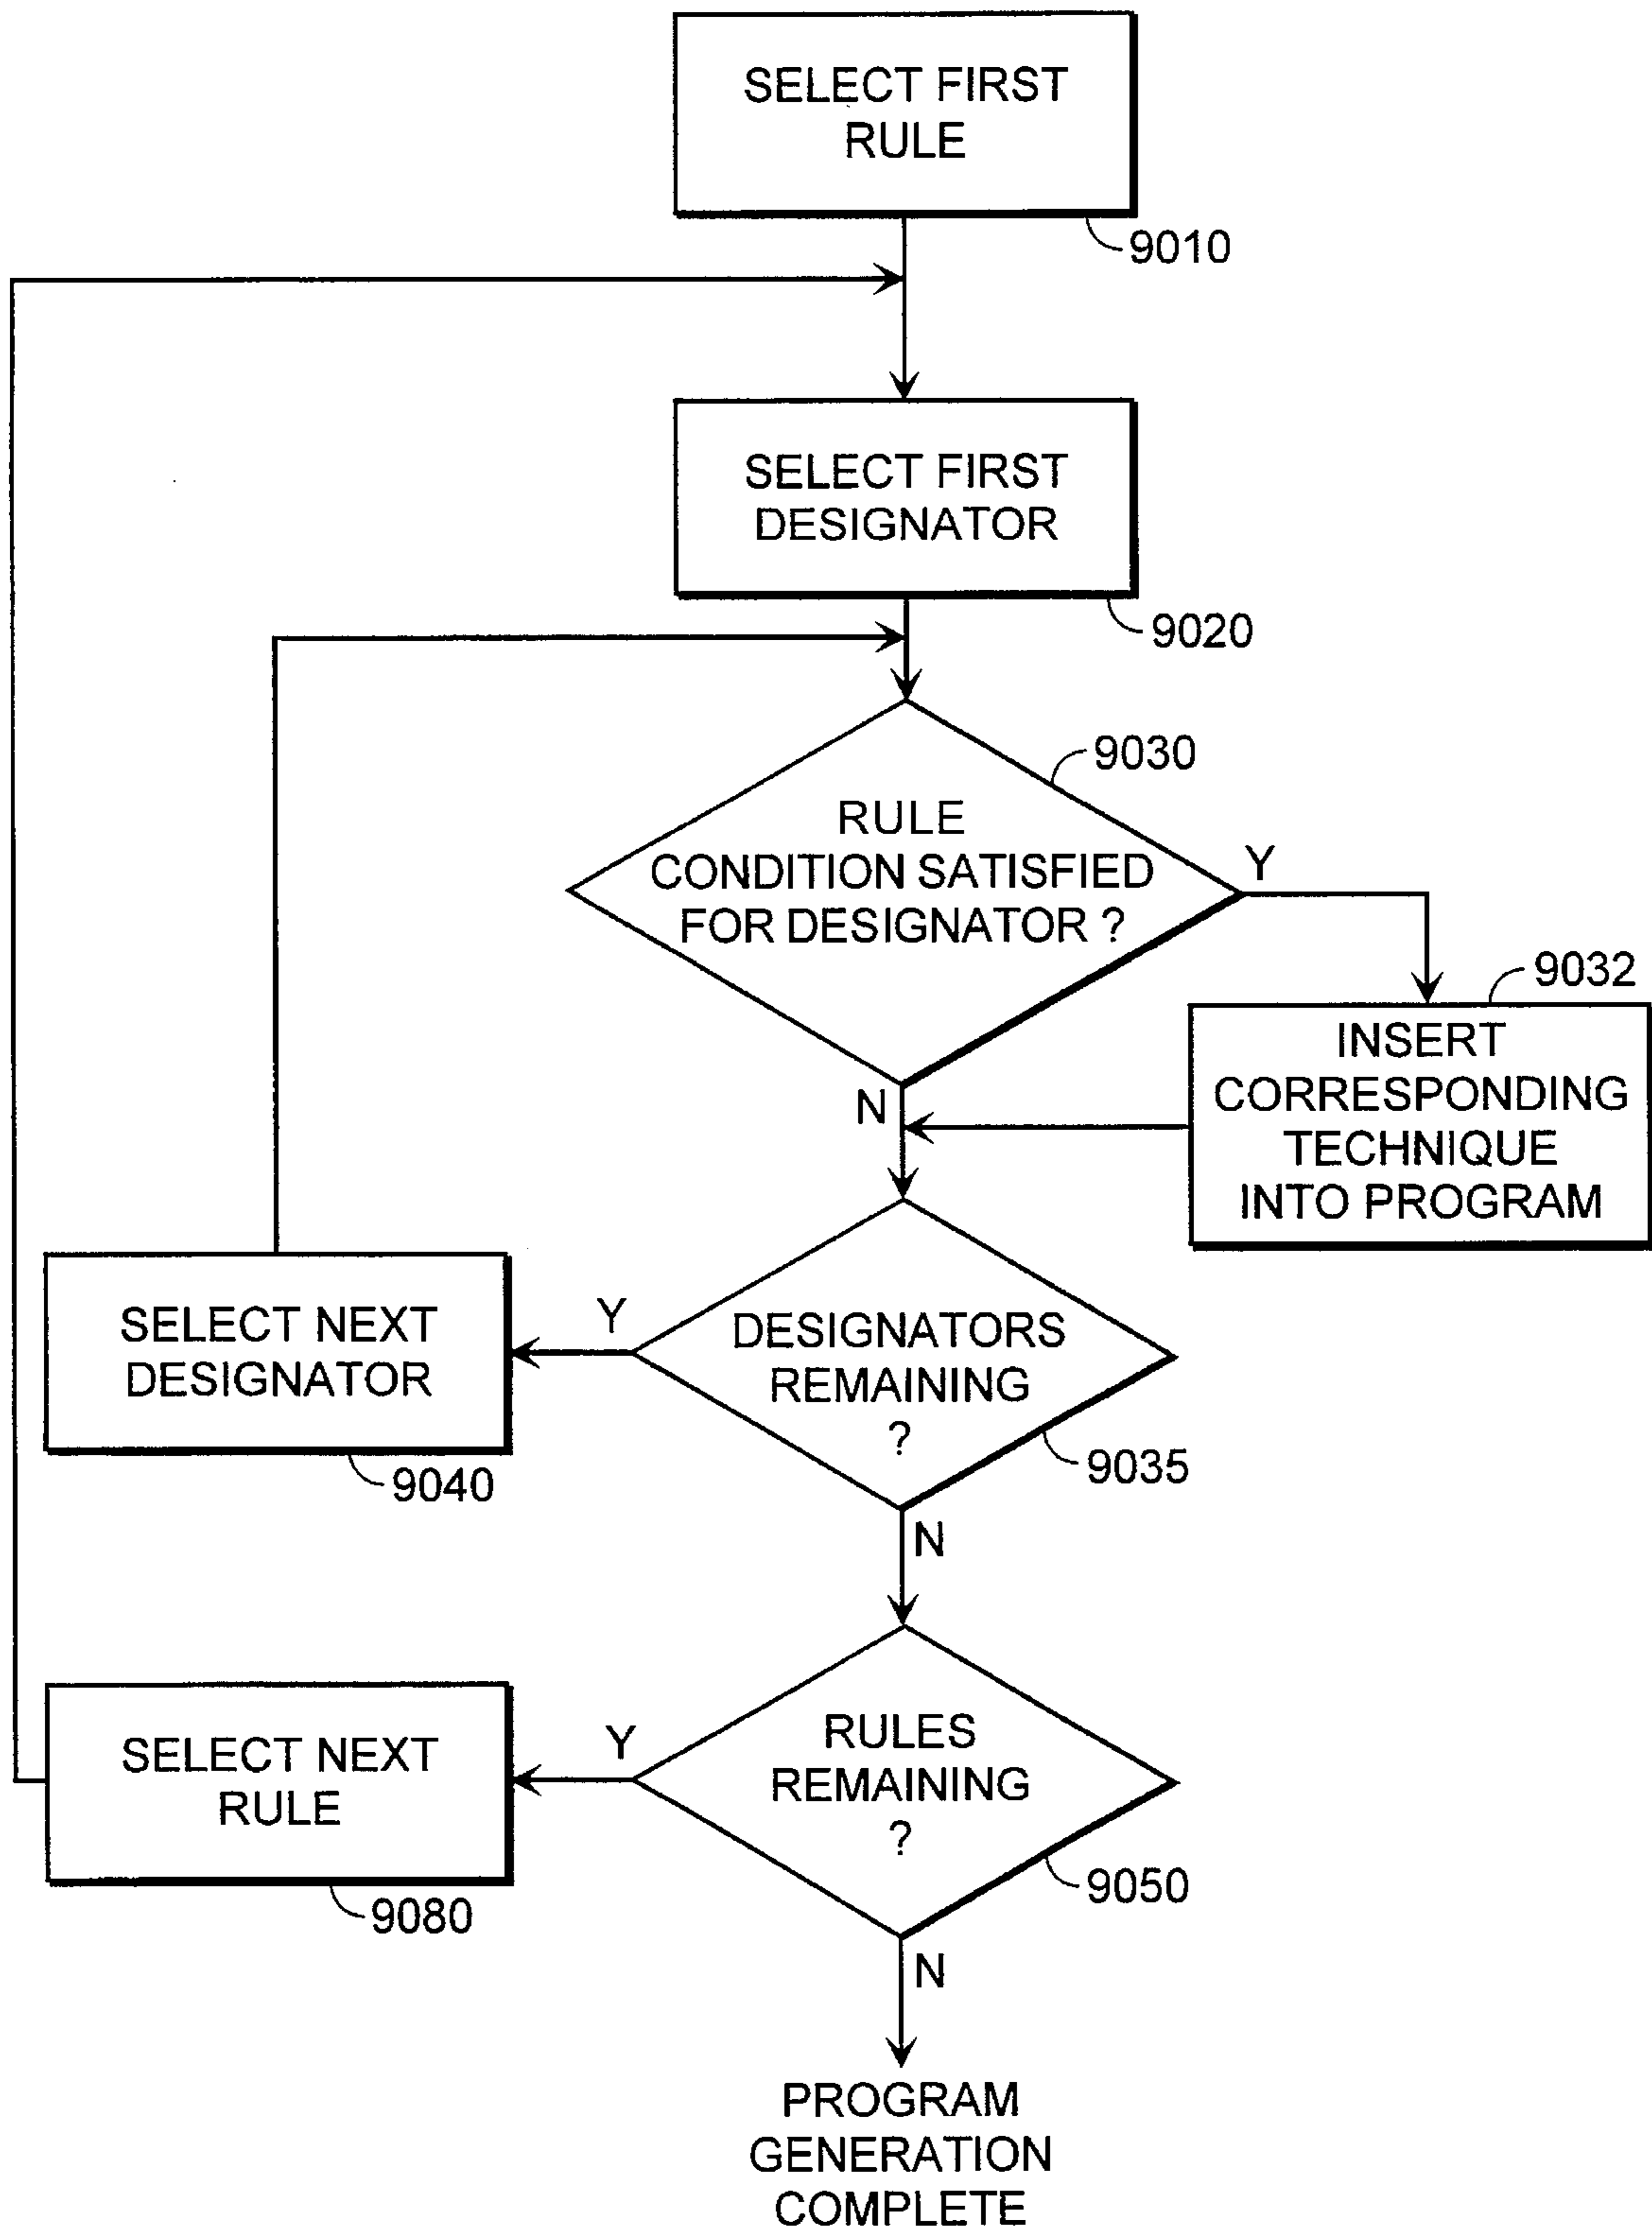 SELECT FIRST
RULE
9010
SELECT FIRST
DESIGNATOR
9020
9030
RULE
CONDITION SATISFIED
FOR DESIGNATOR ?
Y
9032
INSERT
CORRESPONDING
TECHNIQUE
INTO PROGRAM
N
SELECT NEXT
DESIGNATOR
9040
Y
DESIGNATORS
REMAINING
?
9035
N
SELECT NEXT
RULE
9080
Y
RULES
REMAINING
?
9050
N
PROGRAM
GENERATION
COMPLETE